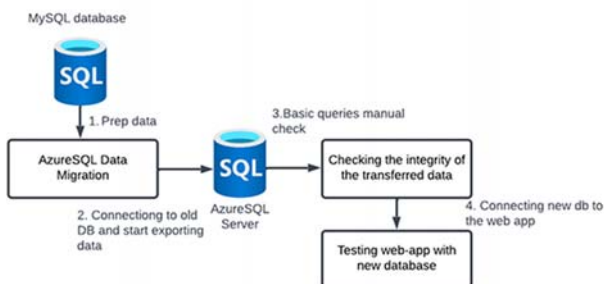 MySQL database
SQL
1. Prep data
AzureSQL Data
Migration
2. Connectiong to old
DB and start exporting
data
SQL
AzureSQL
Server
3.Basic queries manual
check
Checking the integrity of
the transferred data
4. Connecting new db to
the web app
Testing web-app with
new database